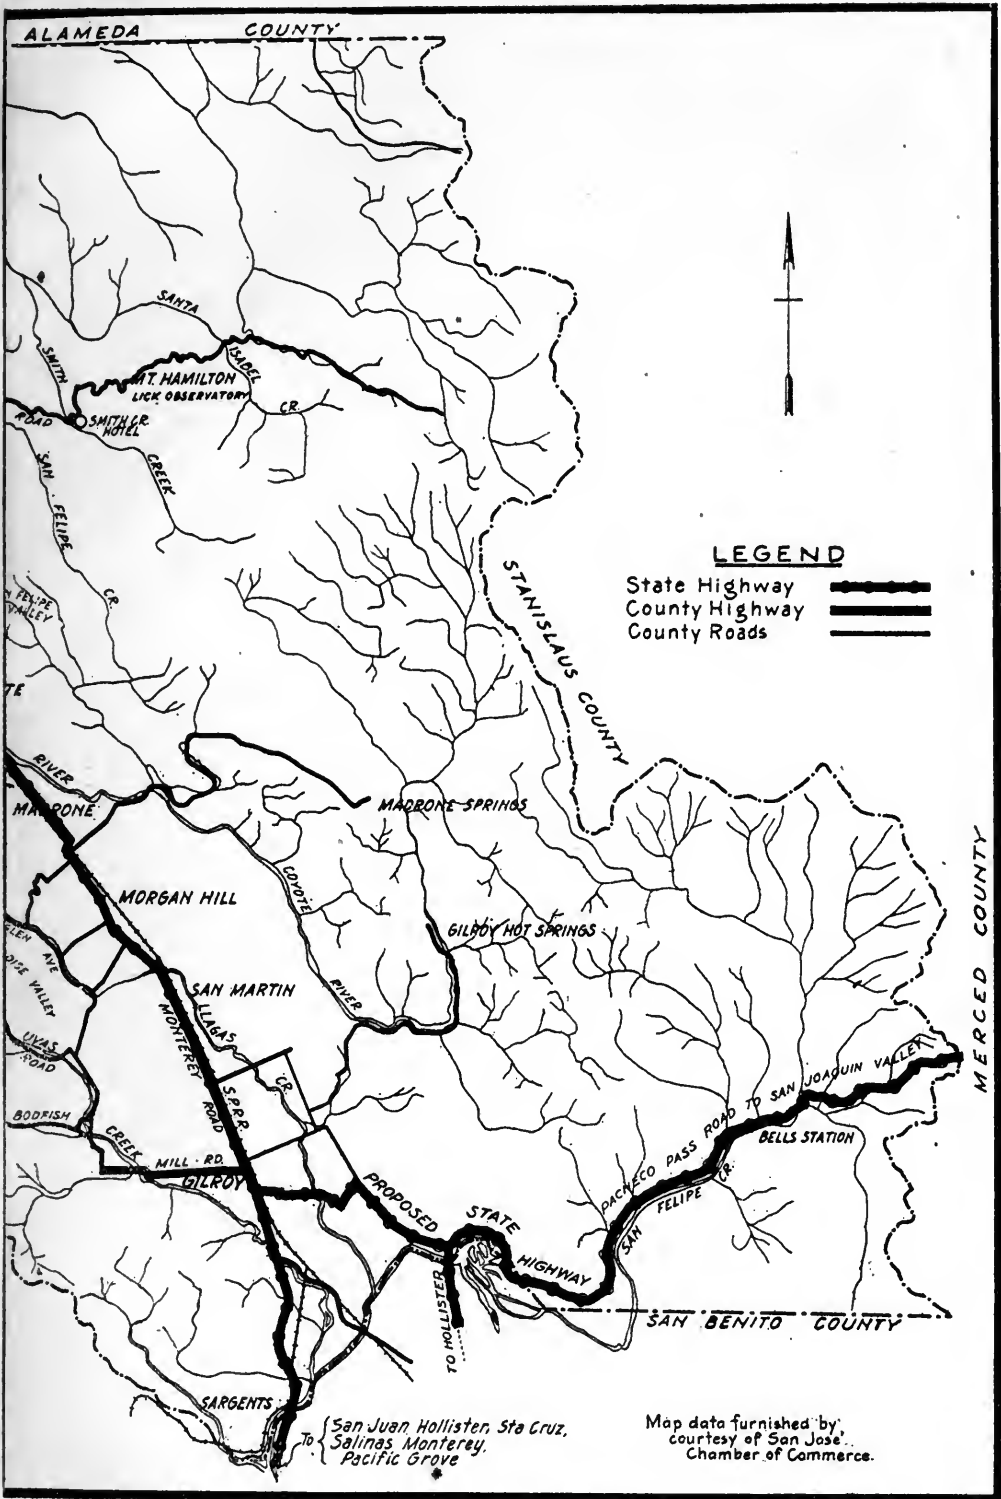 ALAMEDA COUNTY
SANTA
ISABEL
CR.
SMITH
MT. HAMILTON
LICK OBSERVATORY
ROAD
SMITH CR.
HOTEL
CREEK
SAN FELIPE
CR.
FELIPE
VALLEY
LEGEND
State Highway
County Highway
County Roads
STANISLAUS COUNTY
RIVER
MADRONE
MADRONE SPRINGS
COYOTE
RIVER
MORGAN HILL
GILROY HOT SPRINGS
GLEN AVE
VALLEY
SAN MARTIN
LLAGAS
CR.
MONTEREY
ROAD
S.P.R.R.
UVAS
ROAD
BODFISH
CREEK
MILL RD.
GILROY
MERCED COUNTY
PACHECO PASS ROAD TO SAN JOAQUIN VALLEY
BELLS STATION
SAN FELIPE CR.
PROPOSED STATE HIGHWAY
TO HOLLISTER
SAN BENITO COUNTY
SARGENTS
To
San Juan, Hollister, Sta Cruz,
Salinas, Monterey,
Pacific Grove
Map data furnished by
courtesy of San José
Chamber of Commerce.